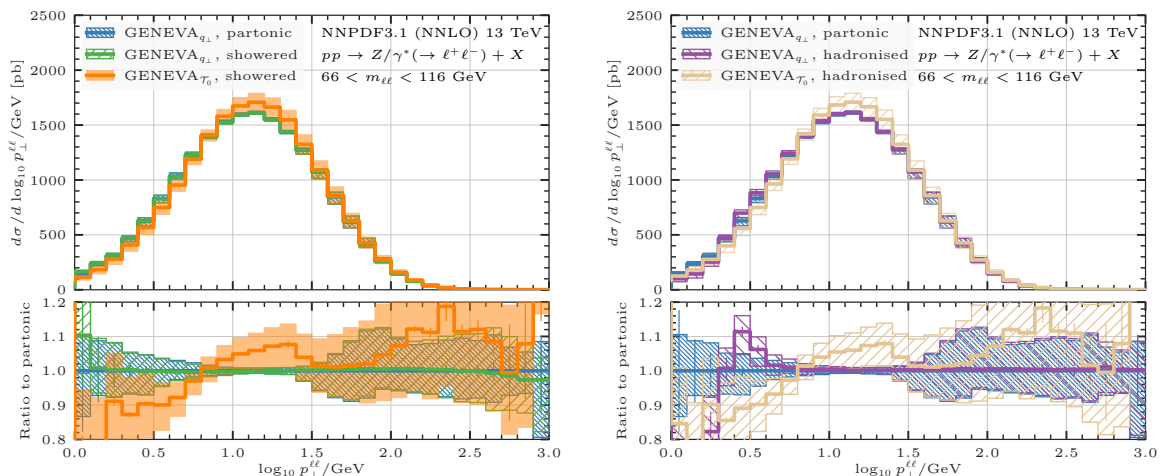 GENEVA_{q⊥}, partonic
GENEVA_{q⊥}, showered
GENEVA_{𝒯₀}, showered
NNPDF3.1 (NNLO) 13 TeV
pp → Z/γ*(→ ℓ⁺ℓ⁻) + X
66 < m_{ℓℓ} < 116 GeV
dσ/d log₁₀ p_⊥^{ℓℓ}/GeV [pb]
2500
2000
1500
1000
500
0
Ratio to partonic
1.2
1.1
1.0
0.9
0.8
0.0 0.5 1.0 1.5 2.0 2.5 3.0
log₁₀ p_⊥^{ℓℓ}/GeV
GENEVA_{q⊥}, partonic
GENEVA_{q⊥}, hadronised
GENEVA_{𝒯₀}, hadronised
NNPDF3.1 (NNLO) 13 TeV
pp → Z/γ*(→ ℓ⁺ℓ⁻) + X
66 < m_{ℓℓ} < 116 GeV
dσ/d log₁₀ p_⊥^{ℓℓ}/GeV [pb]
2500
2000
1500
1000
500
0
Ratio to partonic
1.2
1.1
1.0
0.9
0.8
0.0 0.5 1.0 1.5 2.0 2.5 3.0
log₁₀ p_⊥^{ℓℓ}/GeV